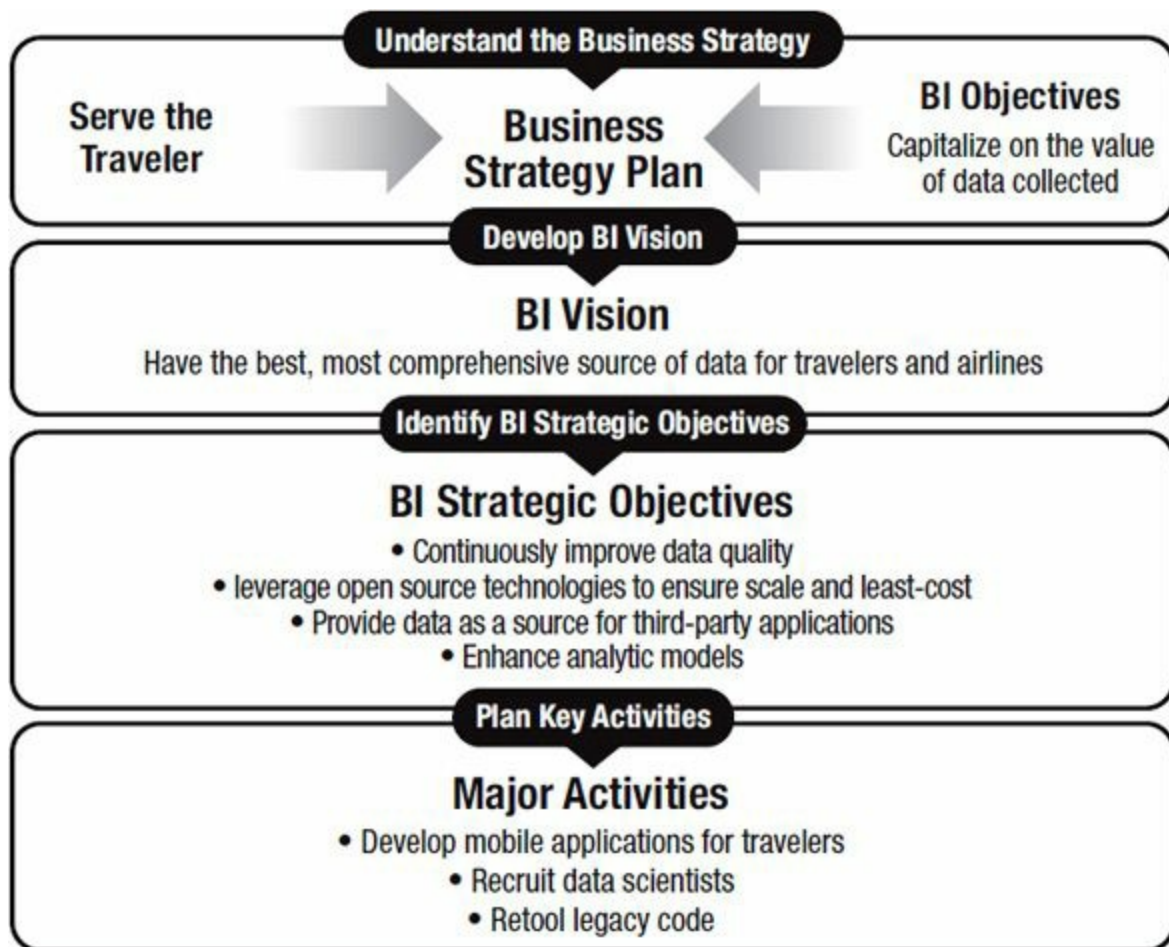 Understand the Business Strategy
Serve the
Traveler
Business
Strategy Plan
BI Objectives
Capitalize on the value
of data collected
Develop BI Vision
BI Vision
Have the best, most comprehensive source of data for travelers and airlines
Identify BI Strategic Objectives
BI Strategic Objectives
• Continuously improve data quality
• leverage open source technologies to ensure scale and least-cost
• Provide data as a source for third-party applications
• Enhance analytic models
Plan Key Activities
Major Activities
• Develop mobile applications for travelers
• Recruit data scientists
• Retool legacy code